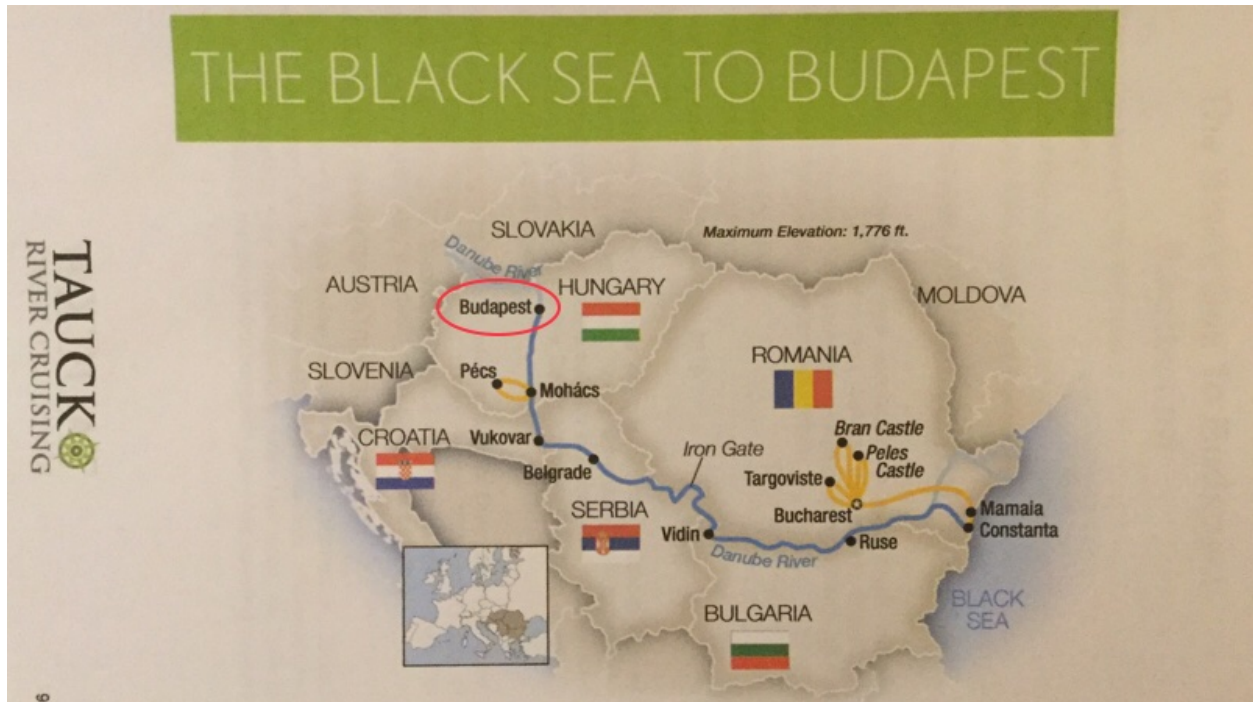 THE BLACK SEA TO BUDAPEST
TAUCK
RIVER CRUISING
SLOVAKIA
Maximum Elevation: 1,776 ft.
Danube River
AUSTRIA
HUNGARY
MOLDOVA
Budapest
ROMANIA
SLOVENIA
Pécs
Mohács
CROATIA
Vukovar
Bran Castle
Iron Gate
Peles
Castle
Belgrade
Targoviste
SERBIA
Bucharest
Mamaia
Constanta
Vidin
Ruse
Danube River
BLACK
SEA
BULGARIA
9